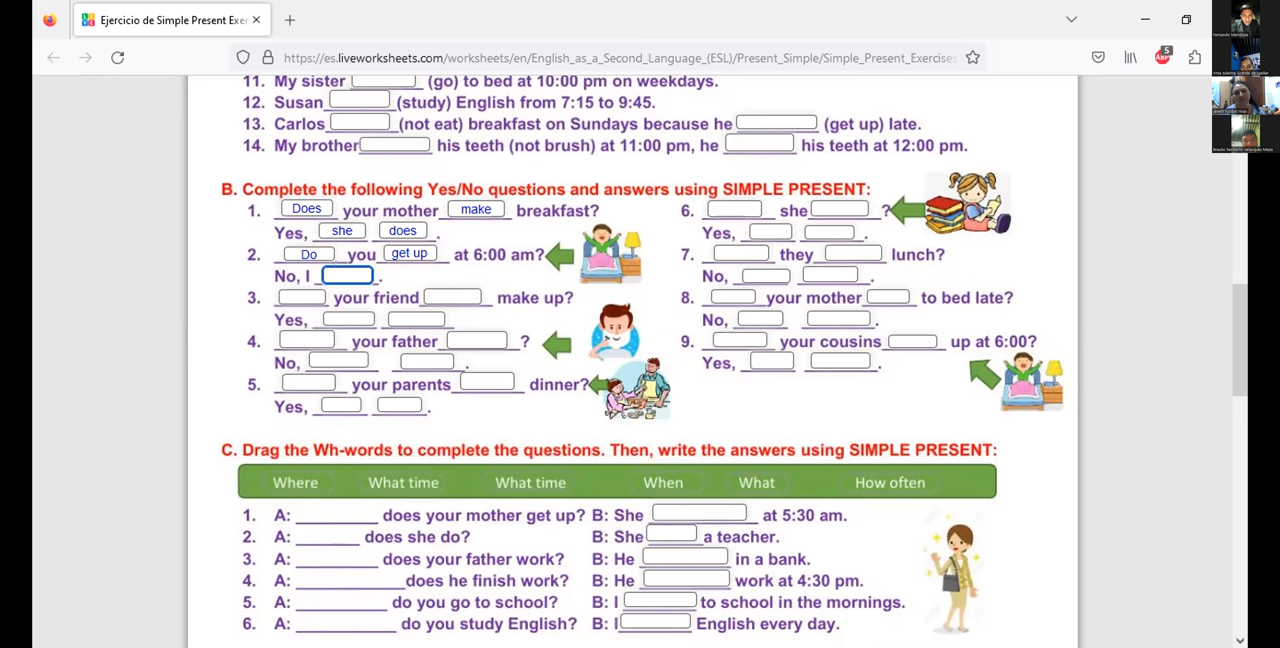 Ejercicio de Simple Present Exer
https://es.liveworksheets.com/worksheets/en/English_as_a_Second_Language_(ESL)/Present_Simple/Simple_Present_Exercises
5
ABP
Fernando Mendoza
11. My sister (go) to bed at 10:00 pm on weekdays.
12. Susan (study) English from 7:15 to 9:45.
13. Carlos (not eat) breakfast on Sundays because he (get up) late.
14. My brother his teeth (not brush) at 11:00 pm, he his teeth at 12:00 pm.
B. Complete the following Yes/No questions and answers using SIMPLE PRESENT:
1. Does your mother make breakfast?
Yes, she does.
2. Do you get up at 6:00 am?
No, I .
3. your friend make up?
Yes,
4. your father ?
No, .
5. your parents dinner?
Yes, .
6. she ?
Yes, .
7. they lunch?
No, .
8. your mother to bed late?
No, .
9. your cousins up at 6:00?
Yes, .
C. Drag the Wh-words to complete the questions. Then, write the answers using SIMPLE PRESENT:
Where What time What time When What How often
1. A: ________ does your mother get up? B: She at 5:30 am.
2. A: ______ does she do? B: She a teacher.
3. A: ________ does your father work? B: He in a bank.
4. A: ___________ does he finish work? B: He work at 4:30 pm.
5. A: _________ do you go to school? B: I to school in the mornings.
6. A: __________ do you study English? B: I English every day.